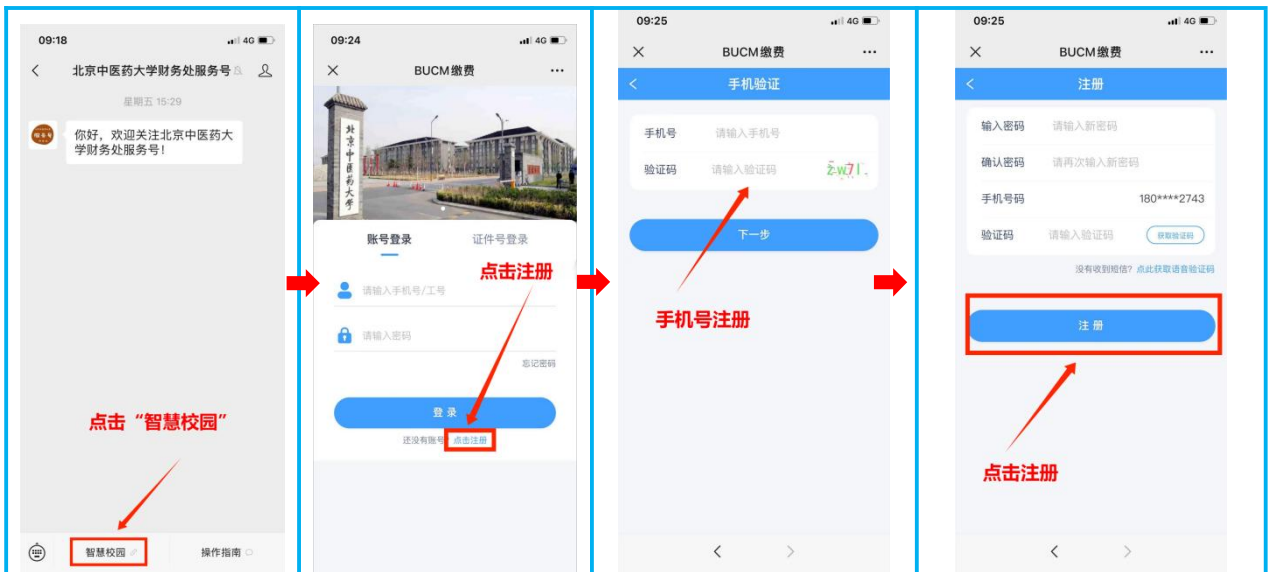 09:18
4G
北京中医药大学财务处服务号
星期五 15:29
你好，欢迎关注北京中医药大
学财务处服务号！
点击“智慧校园”
智慧校园
操作指南
09:24
4G
BUCM缴费
北京中医药大学
账号登录
证件号登录
点击注册
请输入手机号/工号
请输入密码
忘记密码
登 录
还没有账号 点击注册
09:25
4G
BUCM缴费
手机验证
手机号
请输入手机号
验证码
请输入验证码
下一步
手机号注册
09:25
4G
BUCM缴费
注册
输入密码
请输入新密码
确认密码
请再次输入新密码
手机号码
180****2743
验证码
请输入验证码
获取验证码
没有收到短信? 点此获取语音验证码
注 册
点击注册